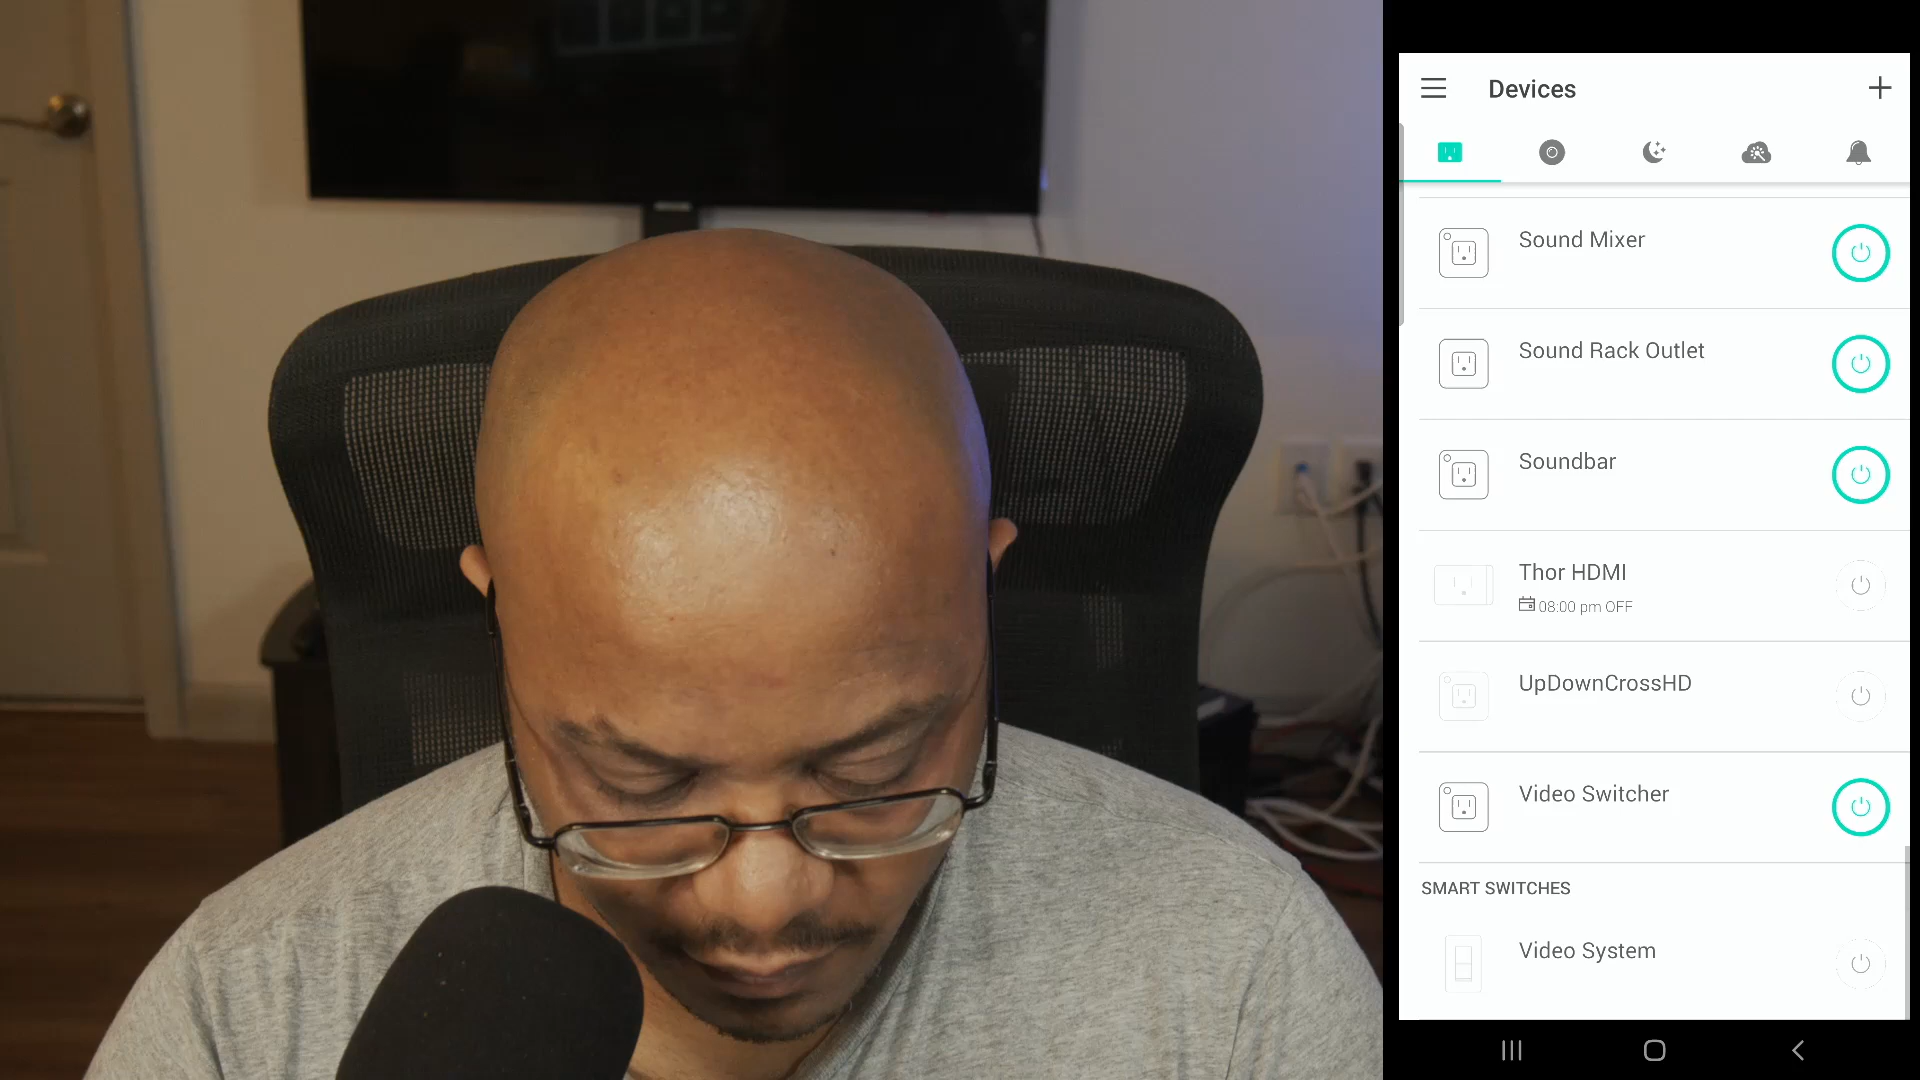 Devices
Sound Mixer
Sound Rack Outlet
Soundbar
Thor HDMI
08:00 pm OFF
UpDownCrossHD
Video Switcher
SMART SWITCHES
Video System